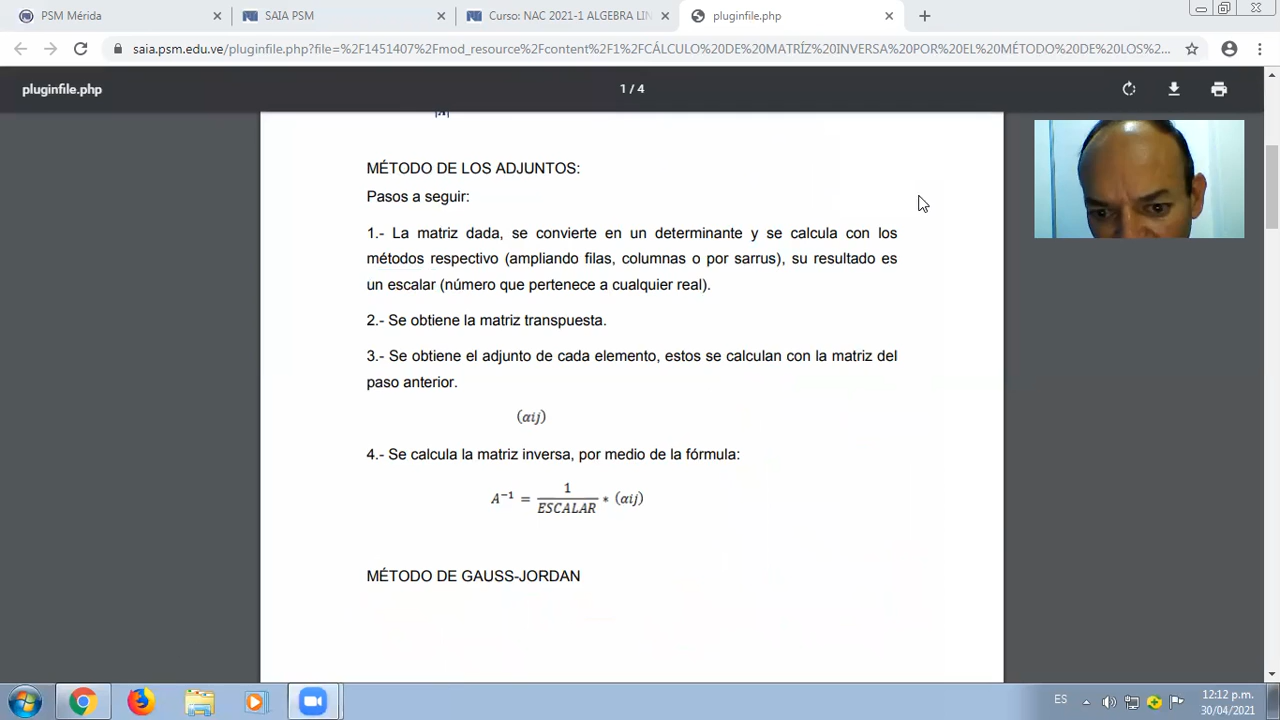 PSM Mérida
SAIA PSM
Curso: NAC 2021-1 ALGEBRA LIN
pluginfile.php
saia.psm.edu.ve/pluginfile.php?file=%2F1451407%2Fmod_resource%2Fcontent%2F1%2FCÁLCULO%20DE%20MATRÍZ%20INVERSA%20POR%20EL%20MÉTODO%20DE%20LOS%20...
pluginfile.php
1 / 4
|A|
MÉTODO DE LOS ADJUNTOS:
Pasos a seguir:
1.- La matriz dada, se convierte en un determinante y se calcula con los
métodos respectivo (ampliando filas, columnas o por sarrus), su resultado es
un escalar (número que pertenece a cualquier real).
2.- Se obtiene la matriz transpuesta.
3.- Se obtiene el adjunto de cada elemento, estos se calculan con la matriz del
paso anterior.
(αij)
4.- Se calcula la matriz inversa, por medio de la fórmula:
A⁻¹ = 1/ESCALAR * (αij)
MÉTODO DE GAUSS-JORDAN
ES
12:12 p.m.
30/04/2021